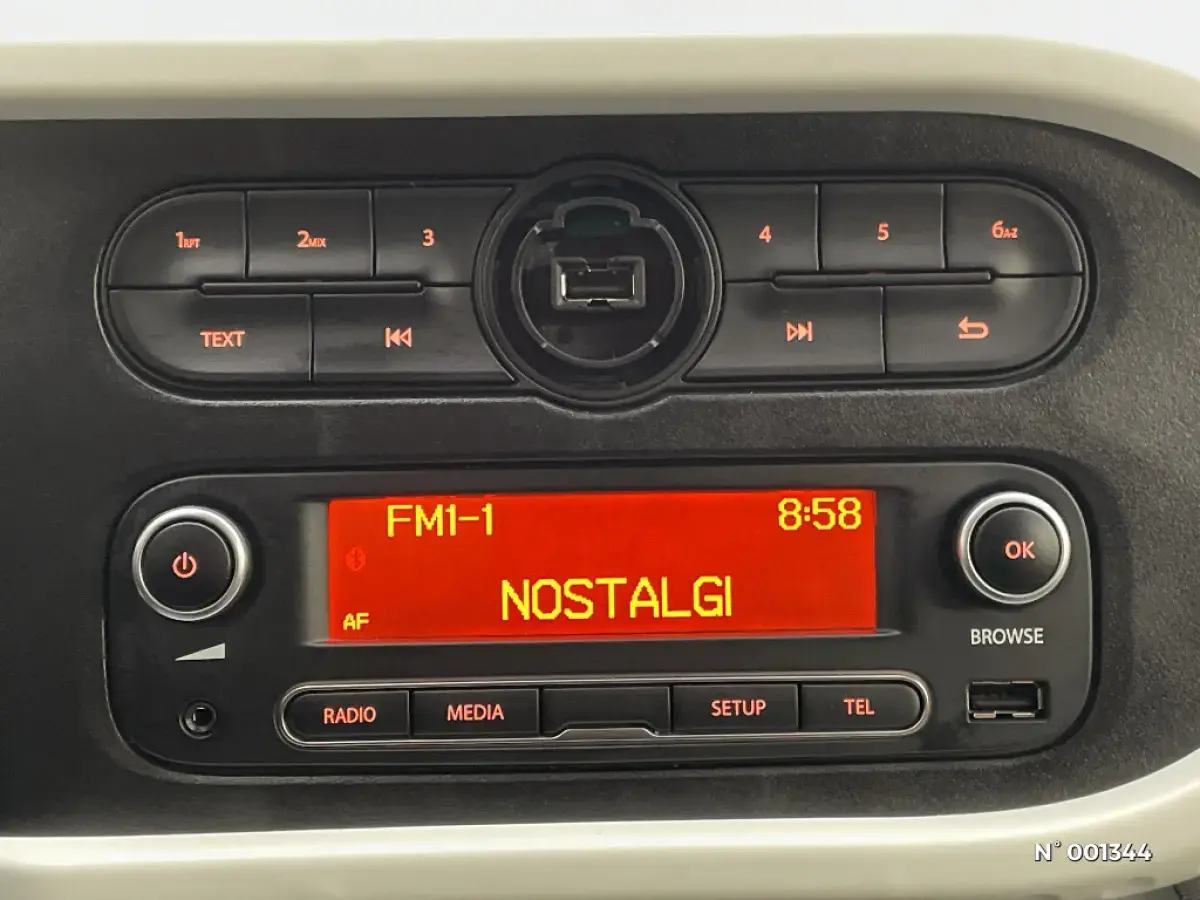 1RPT 2MIX 3 4 5 6A-Z
TEXT
FM1-1 8:58
NOSTALGI
AF
OK
BROWSE
RADIO MEDIA SETUP TEL
N° 001344